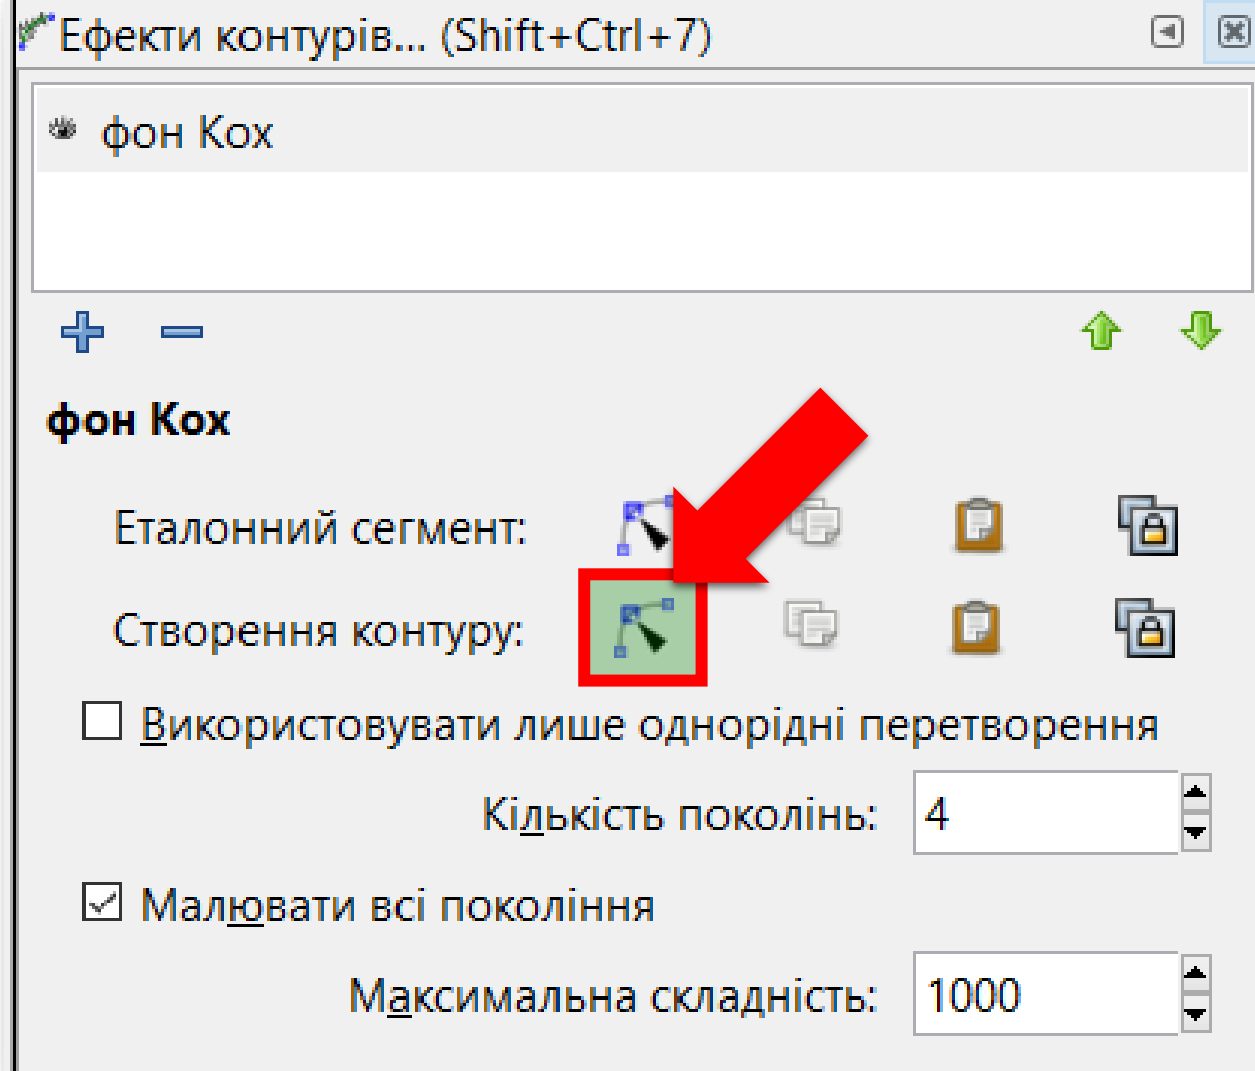 Ефекти контурів... (Shift+Ctrl+7)
фон Кох
фон Кох
Еталонний сегмент:
Створення контуру:
Використовувати лише однорідні перетворення
Кількість поколінь: 4
Малювати всі покоління
Максимальна складність: 1000